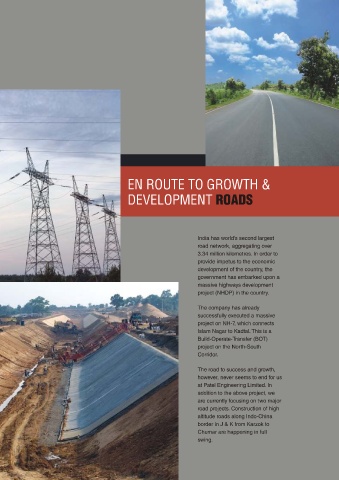 EN ROUTE TO GROWTH &
DEVELOPMENT ROADS
India has world's second largest
road network, aggregating over
3.34 million kilometres. In order to
provide impetus to the economic
development of the country, the
government has embarked upon a
massive highways development
project (NHDP) in the country.
The company has already
successfully executed a massive
project on NH-7 which connects
Islam Nagar to Kadtal. This is a
Build-Operate-Transfer (BOT)
project on the North-South
Corridor.
The road to success and growth,
however, never seems to end for us
at Patel Engineering Limited. In
addition to the above project, we
are currently focusing on two major
road projects. Construction of high
altitude roads along Indo-China
border in J & K from Karzok to
Chumar are happening in full
swing.